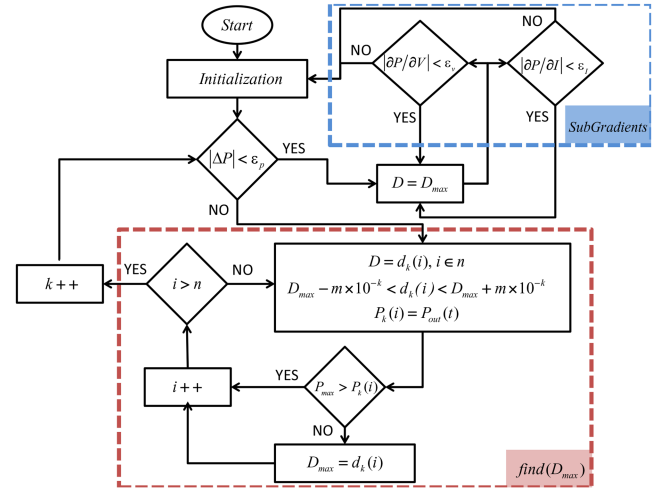 Start
NO
NO
Initialization
|∂P/∂V| < ε_v
|∂P/∂I| < ε_I
YES
YES
SubGradients
|ΔP| < ε_p
YES
D = D_max
NO
D = d_k(i), i ∈ n
D_max − m×10^{-k} < d_k(i) < D_max + m×10^{-k}
P_k(i) = P_out(t)
k ++
YES
i > n
NO
i ++
YES
P_max > P_k(i)
NO
D_max = d_k(i)
find(D_max)